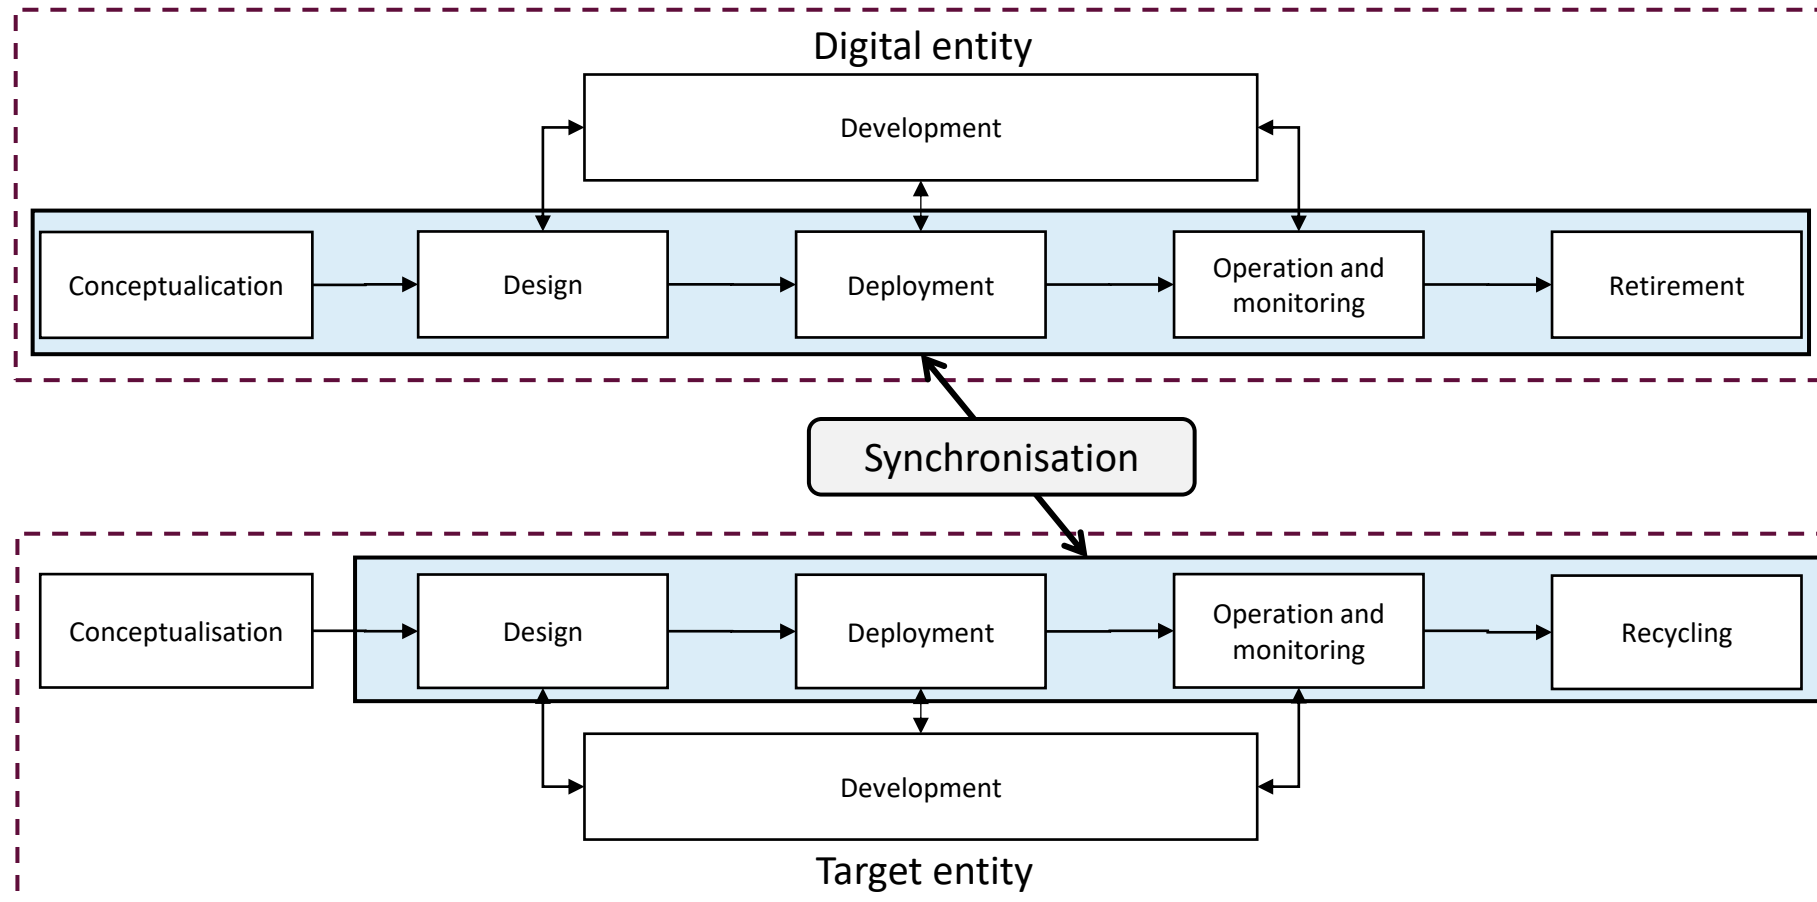 Digital entity
Development
Conceptualication
Design
Deployment
Operation and
monitoring
Retirement
Synchronisation
Conceptualisation
Design
Deployment
Operation and
monitoring
Recycling
Development
Target entity